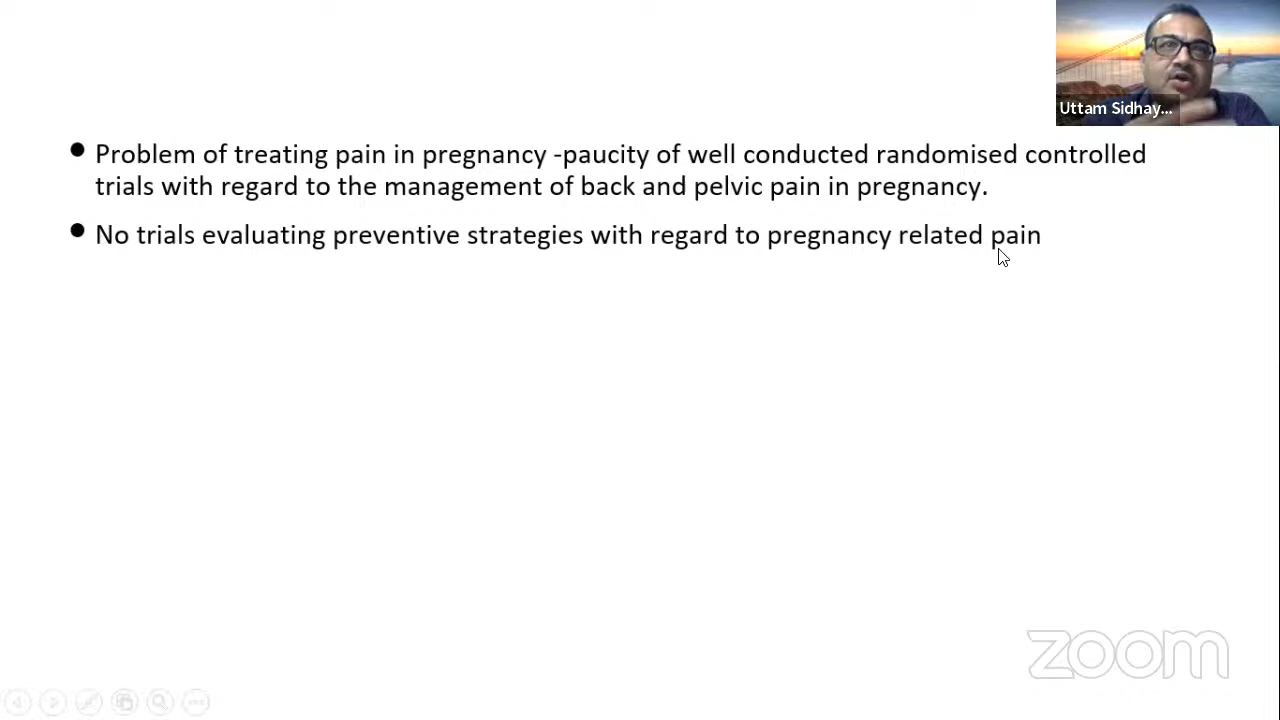 Uttam Sidhay...
● Problem of treating pain in pregnancy -paucity of well conducted randomised controlled
trials with regard to the management of back and pelvic pain in pregnancy.
● No trials evaluating preventive strategies with regard to pregnancy related pain
zoom